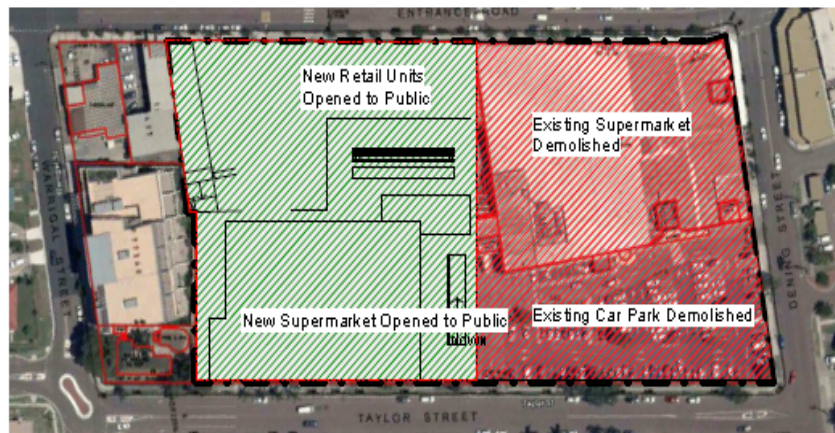 ENTRANCE ROAD
New Retail Units
Opened to Public
Existing Supermarket
Demolished
WARRIGAL STREET
DENING STREET
New Supermarket Opened to Public
Existing Car Park Demolished
TAYLOR STREET